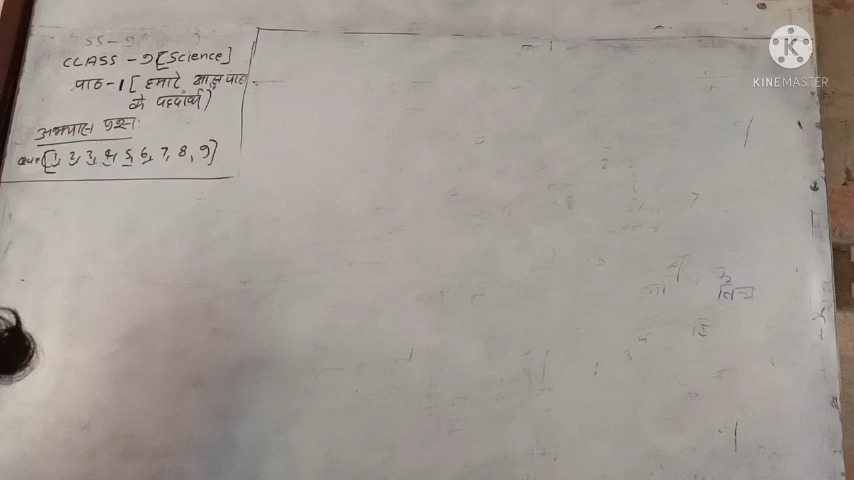 CLASS - 9 [Science]
पाठ-1 [ हमारे आस पास
के पदार्थ )
अभ्यास प्रश्न:
Que [1, 2, 3, 4, 5, 6, 7, 8, 9]
K
KINEMASTER